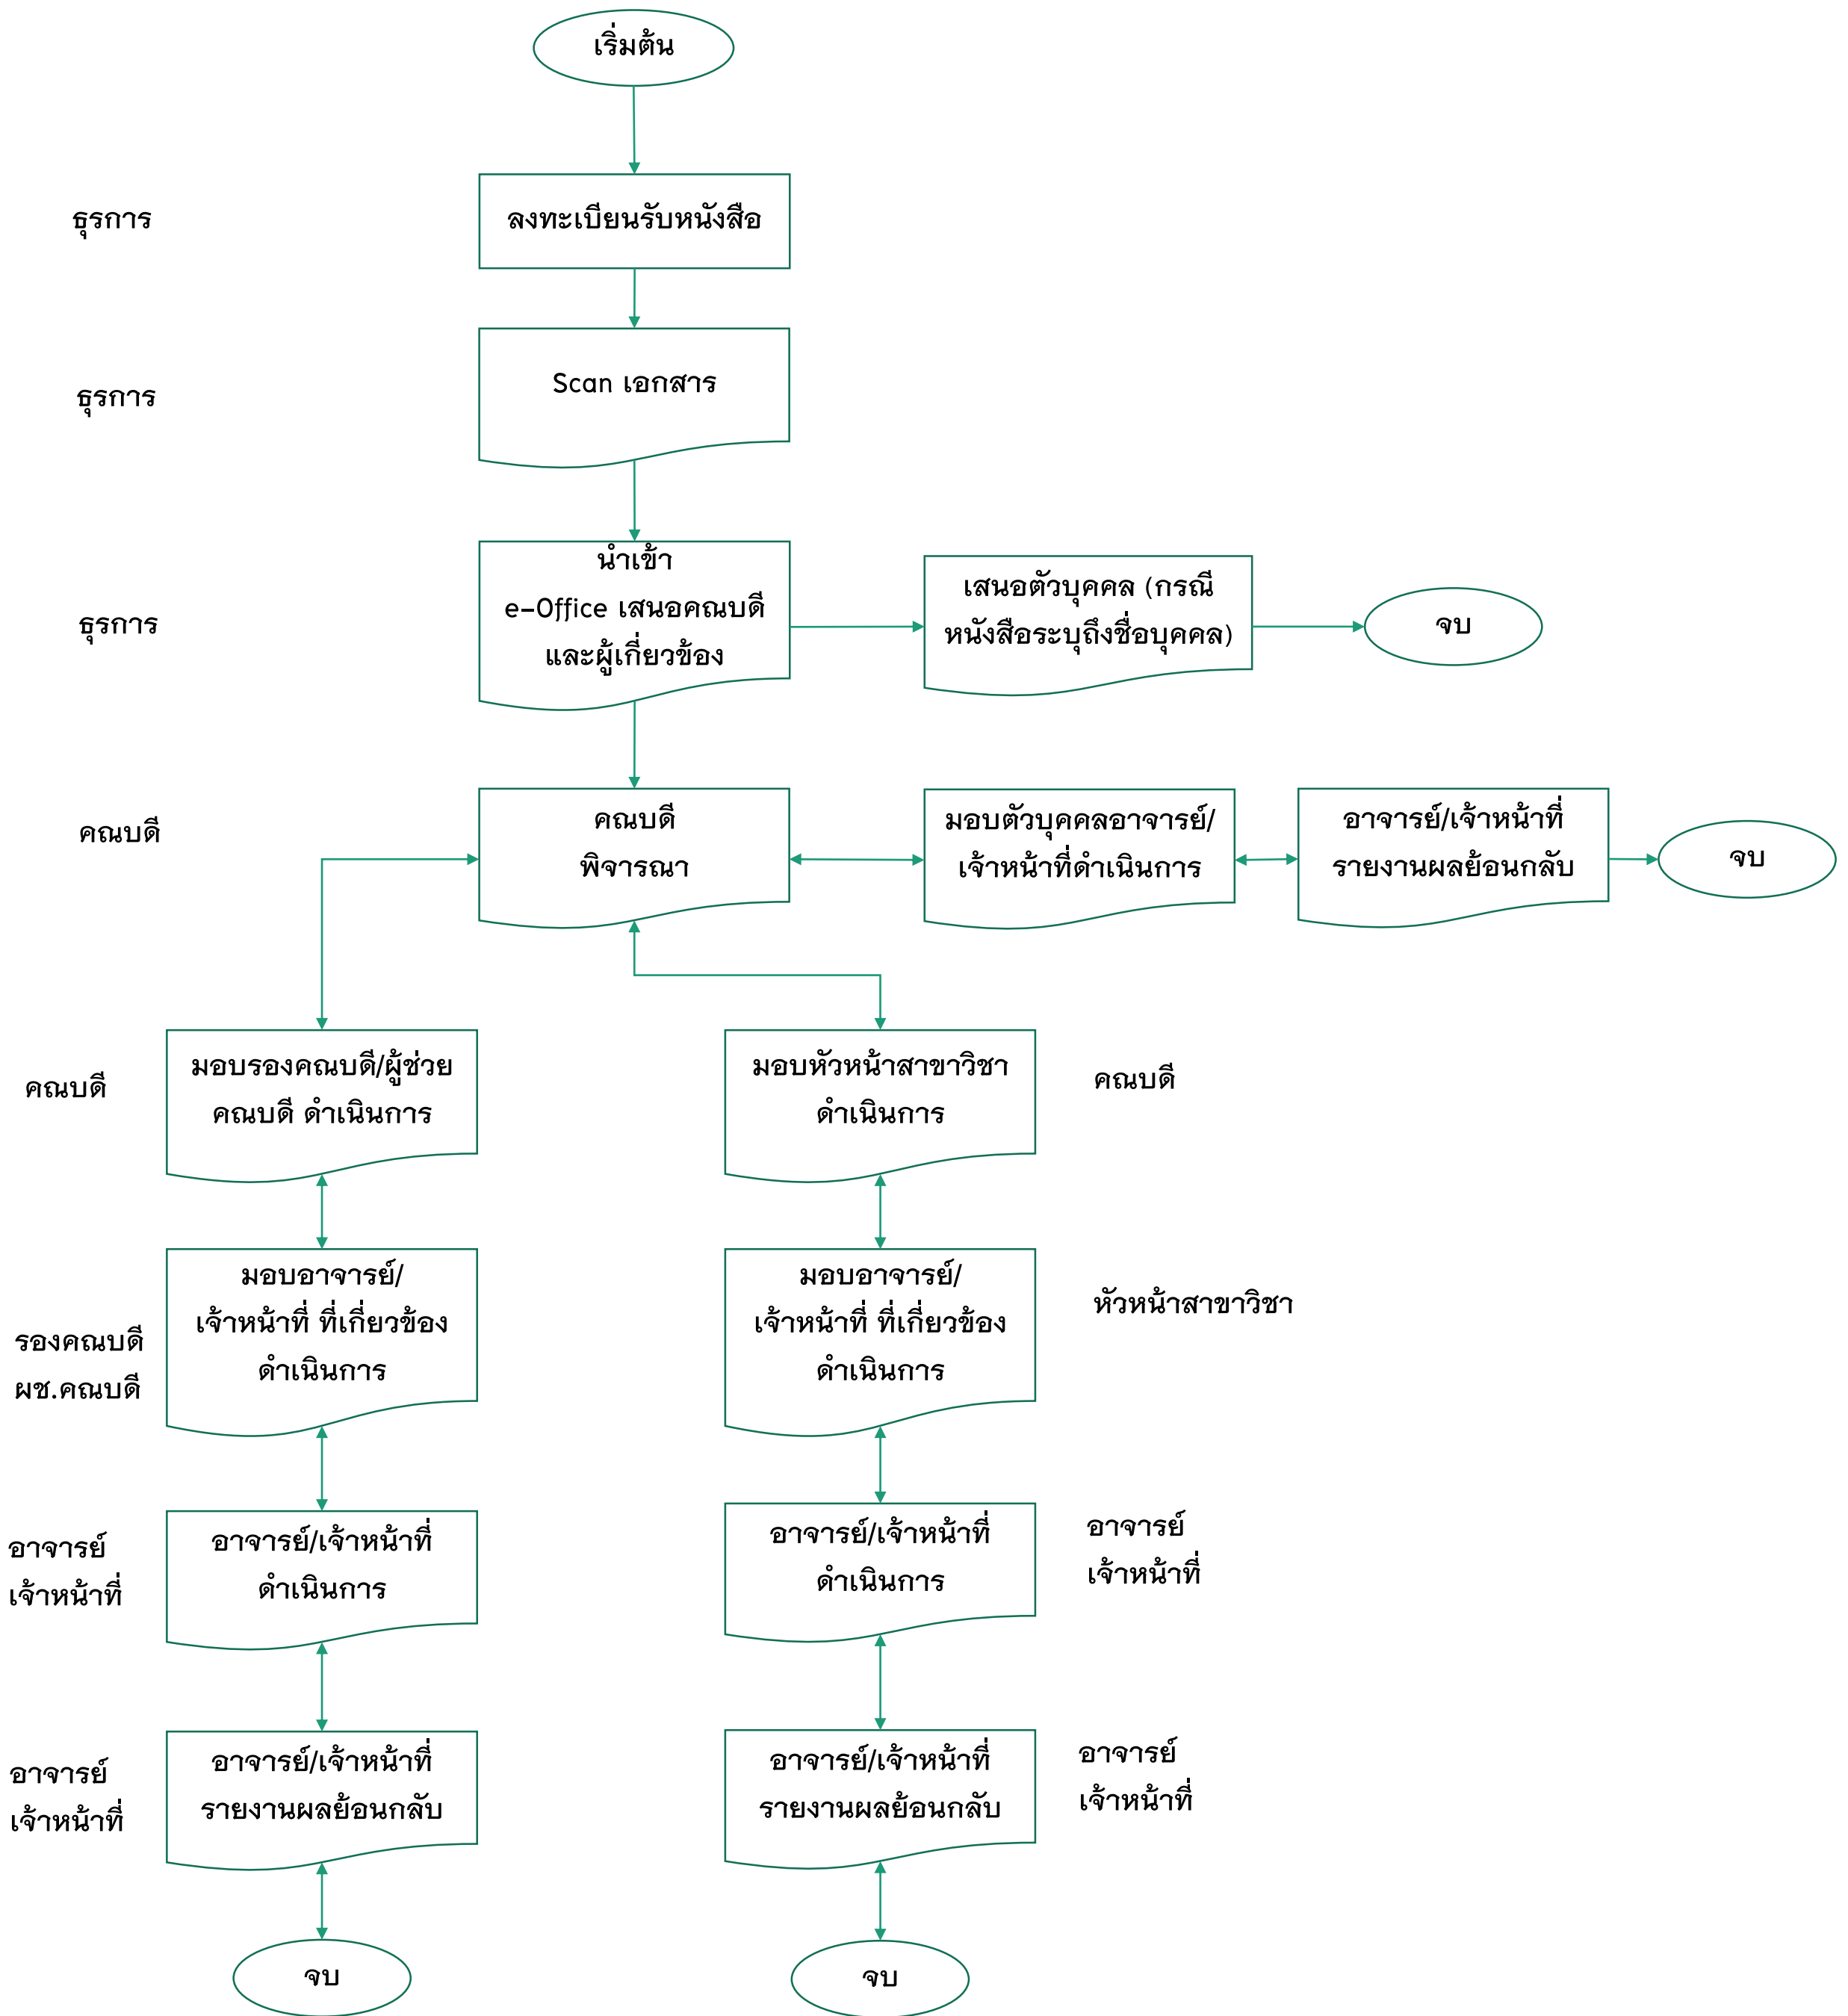 เริ่มต้น
ธุรการ
ลงทะเบียนรับหนังสือ
ธุรการ
Scan เอกสาร
ธุรการ
นำเข้า
e-Office เสนอคณบดี
และผู้เกี่ยวข้อง
เสนอตัวบุคคล (กรณี
หนังสือระบุถึงชื่อบุคคล)
จบ
คณบดี
คณบดี
พิจารณา
มอบตัวบุคคลอาจารย์/
เจ้าหน้าที่ดำเนินการ
อาจารย์/เจ้าหน้าที่
รายงานผลย้อนกลับ
จบ
คณบดี
มอบรองคณบดี/ผู้ช่วย
คณบดี ดำเนินการ
มอบหัวหน้าสาขาวิชา
ดำเนินการ
คณบดี
รองคณบดี
ผช.คณบดี
มอบอาจารย์/
เจ้าหน้าที่ ที่เกี่ยวข้อง
ดำเนินการ
มอบอาจารย์/
เจ้าหน้าที่ ที่เกี่ยวข้อง
ดำเนินการ
หัวหน้าสาขาวิชา
อาจารย์
เจ้าหน้าที่
อาจารย์/เจ้าหน้าที่
ดำเนินการ
อาจารย์/เจ้าหน้าที่
ดำเนินการ
อาจารย์
เจ้าหน้าที่
อาจารย์
เจ้าหน้าที่
อาจารย์/เจ้าหน้าที่
รายงานผลย้อนกลับ
อาจารย์/เจ้าหน้าที่
รายงานผลย้อนกลับ
อาจารย์
เจ้าหน้าที่
จบ
จบ